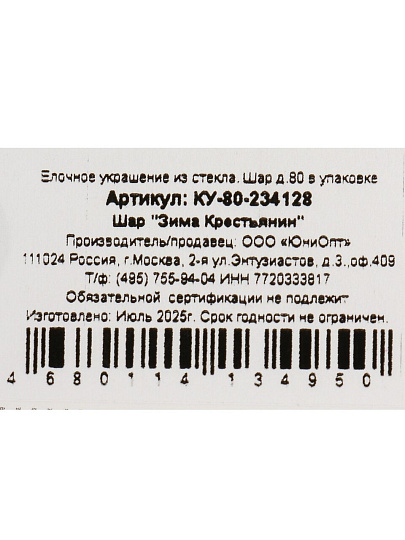 Елочное украшение из стекла. Шар д.80 в упаковке
Артикул: КУ-80-234128
Шар "Зима Крестьянин"
Производитель/продавец: ООО «ЮниОпт»
111024 Россия, г.Москва, 2-я ул.Энтузиастов, д.3.,оф.409
Т/ф: (495) 755-94-04 ИНН 7720333817
Обязательной сертификации не подлежит
Изготовлено: Июль 2025г. Срок годности не ограничен.
4 680114 134950